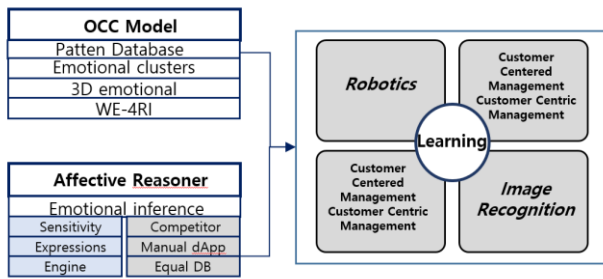 OCC Model
Patten Database
Emotional clusters
3D emotional
WE-4RI
Affective Reasoner
Emotional inference
Sensitivity
Competitor
Expressions
Manual dApp
Engine
Equal DB
Robotics
Customer
Centered
Management
Customer Centric
Management
Learning
Customer
Centered
Management
Customer Centric
Management
Image
Recognition